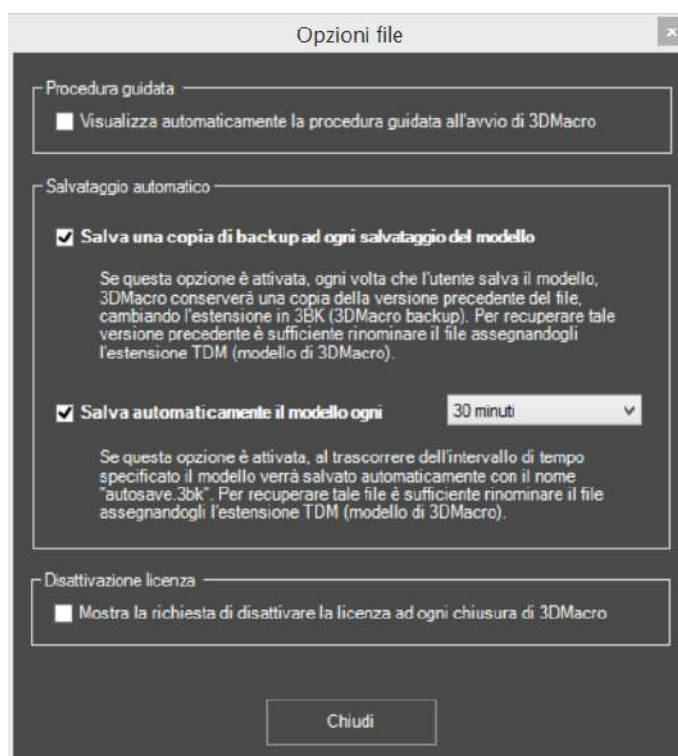 Opzioni file
x
Procedura guidata
Visualizza automaticamente la procedura guidata all'avvio di 3DMacro
Salvataggio automatico
Salva una copia di backup ad ogni salvataggio del modello
Se questa opzione è attivata, ogni volta che l'utente salva il modello,
3DMacro conserverà una copia della versione precedente del file,
cambiando l'estensione in 3BK (3DMacro backup). Per recuperare tale
versione precedente è sufficiente rinominare il file assegnandogli
l'estensione TDM (modello di 3DMacro).
Salva automaticamente il modello ogni 30 minuti
Se questa opzione è attivata, al trascorrere dell'intervallo di tempo
specificato il modello verrà salvato automaticamente con il nome
"autosave.3bk". Per recuperare tale file è sufficiente rinominare il file
assegnandogli l'estensione TDM (modello di 3DMacro).
Disattivazione licenza
Mostra la richiesta di disattivare la licenza ad ogni chiusura di 3DMacro
Chiudi